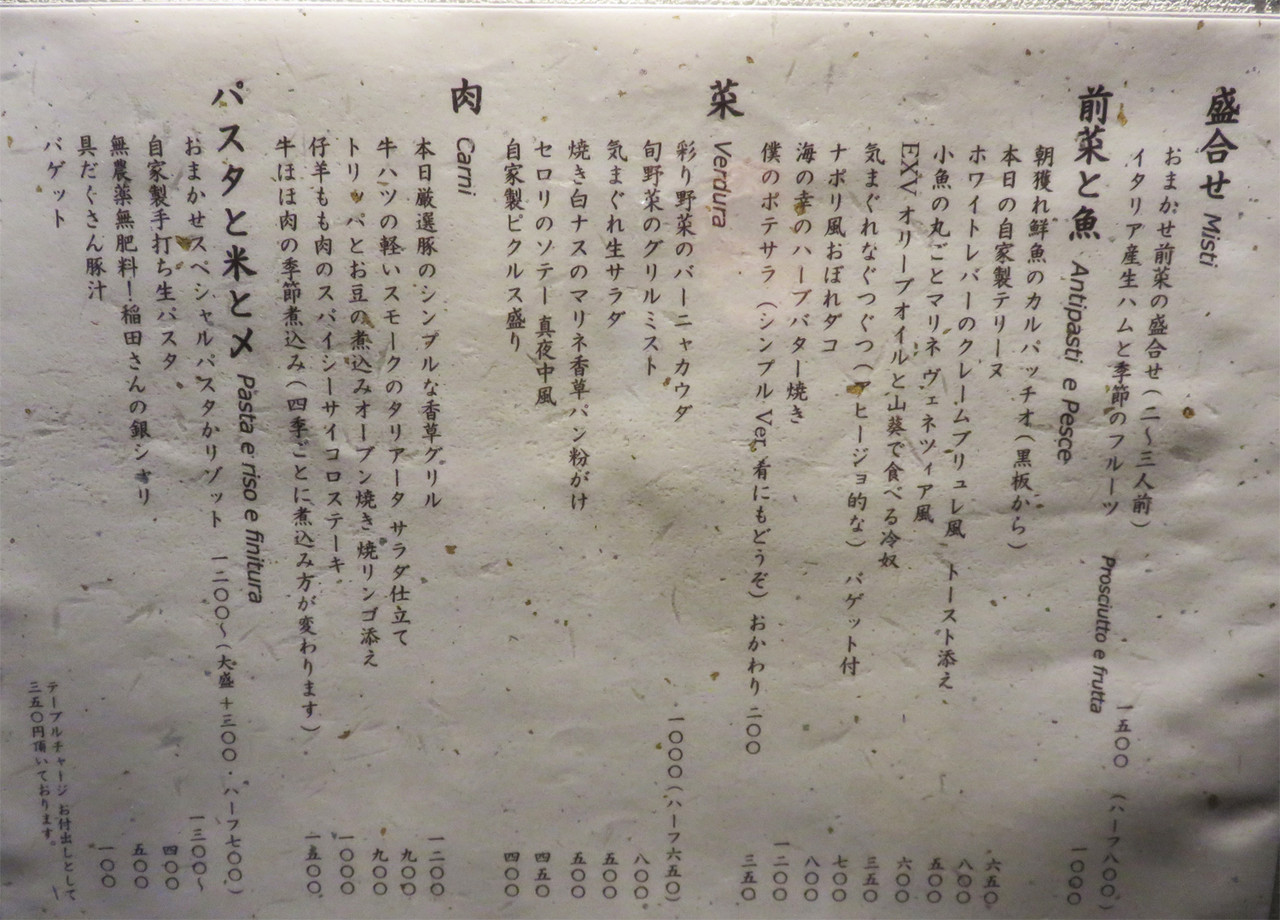 盛合せ Misti
おまかせ前菜の盛合せ(二〜三人前) 一五〇〇 (ハーフ八〇〇)
イタリア産生ハムと季節のフルーツ Prosciutto e frutta 一〇〇〇
前菜と魚 Antipasti e Pesce
朝獲れ鮮魚のカルパッチオ(黒板から) 六五〇
本日の自家製テリーヌ 八〇〇
ホワイトレバーのクレームブリュレ風 トースト添え 五〇〇
小魚の丸ごとマリネ ヴェネツィア風 六〇〇
EXV オリーブオイルと山葵で食べる冷奴 三五〇
気まぐれなぐつぐつ(アヒージョ的な) バゲット付 七〇〇
ナポリ風おぼれダコ 八〇〇
海の幸のハーブバター焼き 一二〇〇
僕のポテサラ (シンプル Ver.肴にもどうぞ) おかわり二〇〇 三五〇
菜 Verdura
彩り野菜のバーニャカウダ 一〇〇〇(ハーフ六五〇)
旬野菜のグリルミスト 八〇〇
気まぐれ生サラダ 五〇〇
焼き白ナスのマリネ香草パン粉がけ 五〇〇
セロリのソテー 真夜中風 四五〇
自家製ピクルス盛り 四〇〇
肉 Carni
本日厳選豚のシンプルな香草グリル 一二〇〇
牛ハツの軽いスモークのタリアータ サラダ仕立て 九〇〇
トリッパとお豆の煮込みオーブン焼き 焼リンゴ添え 九〇〇
仔羊もも肉のスパイシーサイコロステーキ 一〇〇〇
牛ほほ肉の季節煮込み(四季ごとに煮込み方が変わります) 一五〇〇
パスタと米と〆 Pasta e riso e finitura
おまかせスペシャルパスタかリゾット 一二〇〇〜(大盛+三〇〇・ハーフ七〇〇)
自家製手打ち生パスタ 一三〇〇〜
無農薬無肥料!稲田さんの銀シャリ 四〇〇
具だくさん豚汁 五〇〇
バゲット 一〇〇
テーブルチャージ お付出しとして
三五〇円頂いております。